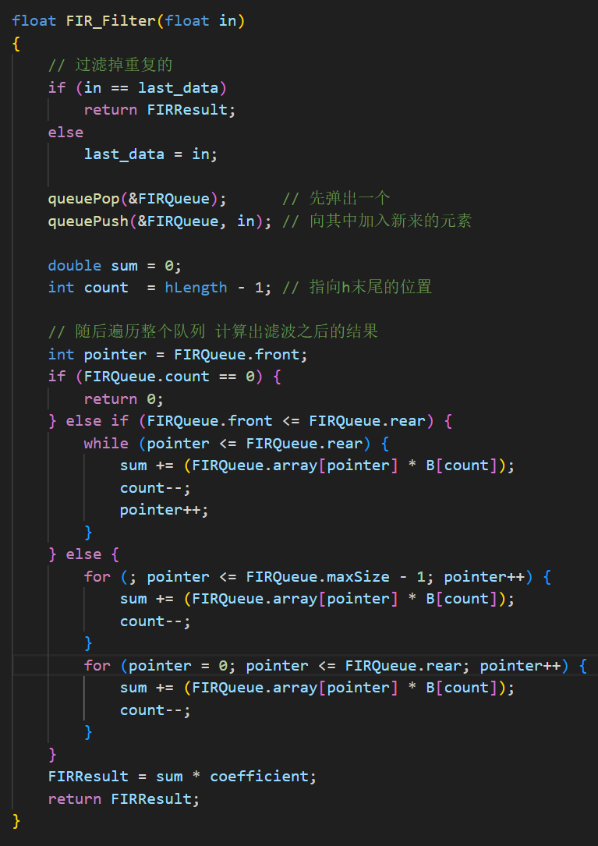 float FIR_Filter(float in)
{
    // 过滤掉重复的
    if (in == last_data)
        return FIRResult;
    else
        last_data = in;

    queuePop(&FIRQueue);      // 先弹出一个
    queuePush(&FIRQueue, in); // 向其中加入新来的元素

    double sum = 0;
    int count  = hLength - 1; // 指向h末尾的位置

    // 随后遍历整个队列 计算出滤波之后的结果
    int pointer = FIRQueue.front;
    if (FIRQueue.count == 0) {
        return 0;
    } else if (FIRQueue.front <= FIRQueue.rear) {
        while (pointer <= FIRQueue.rear) {
            sum += (FIRQueue.array[pointer] * B[count]);
            count--;
            pointer++;
        }
    } else {
        for (; pointer <= FIRQueue.maxSize - 1; pointer++) {
            sum += (FIRQueue.array[pointer] * B[count]);
            count--;
        }
        for (pointer = 0; pointer <= FIRQueue.rear; pointer++) {
            sum += (FIRQueue.array[pointer] * B[count]);
            count--;
        }
    }
    FIRResult = sum * coefficient;
    return FIRResult;
}